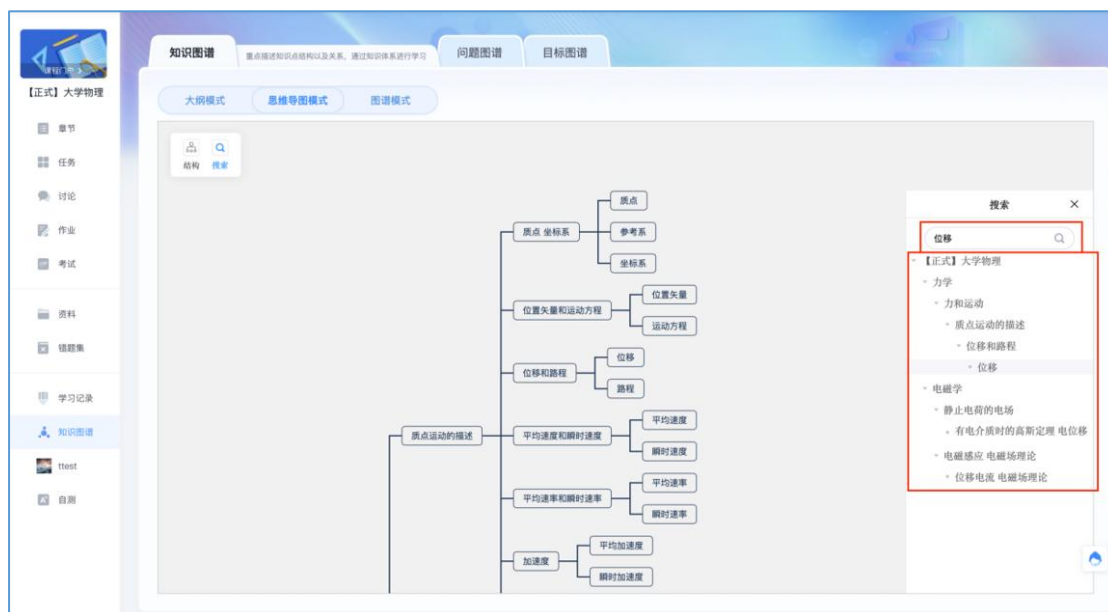 课程门户 >
【正式】大学物理
章节
任务
讨论
作业
考试
资料
错题集
学习记录
知识图谱
ttest
自测
知识图谱
重点描述知识点结构以及关系，通过知识体系进行学习
问题图谱
目标图谱
大纲模式
思维导图模式
图谱模式
结构
搜索
质点运动的描述
质点 坐标系
质点
参考系
坐标系
位置矢量和运动方程
位置矢量
运动方程
位移和路程
位移
路程
平均速度和瞬时速度
平均速度
瞬时速度
平均速率和瞬时速率
平均速率
瞬时速率
加速度
平均加速度
瞬时加速度
搜索
位移
【正式】大学物理
力学
力和运动
质点运动的描述
位移和路程
位移
电磁学
静止电荷的电场
有电介质时的高斯定理 电位移
电磁感应 电磁场理论
位移电流 电磁场理论